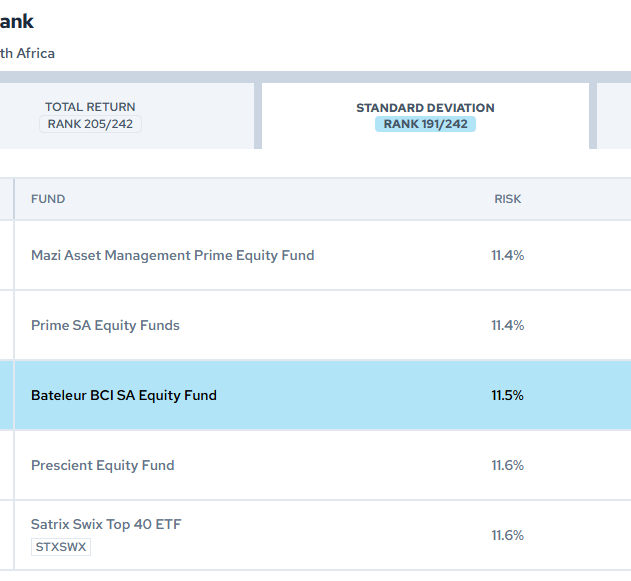 ank
th Africa
TOTAL RETURN
RANK 205/242
STANDARD DEVIATION
RANK 191/242
FUND RISK
Mazi Asset Management Prime Equity Fund 11.4%
Prime SA Equity Funds 11.4%
Bateleur BCI SA Equity Fund 11.5%
Prescient Equity Fund 11.6%
Satrix Swix Top 40 ETF
STXSWX
11.6%